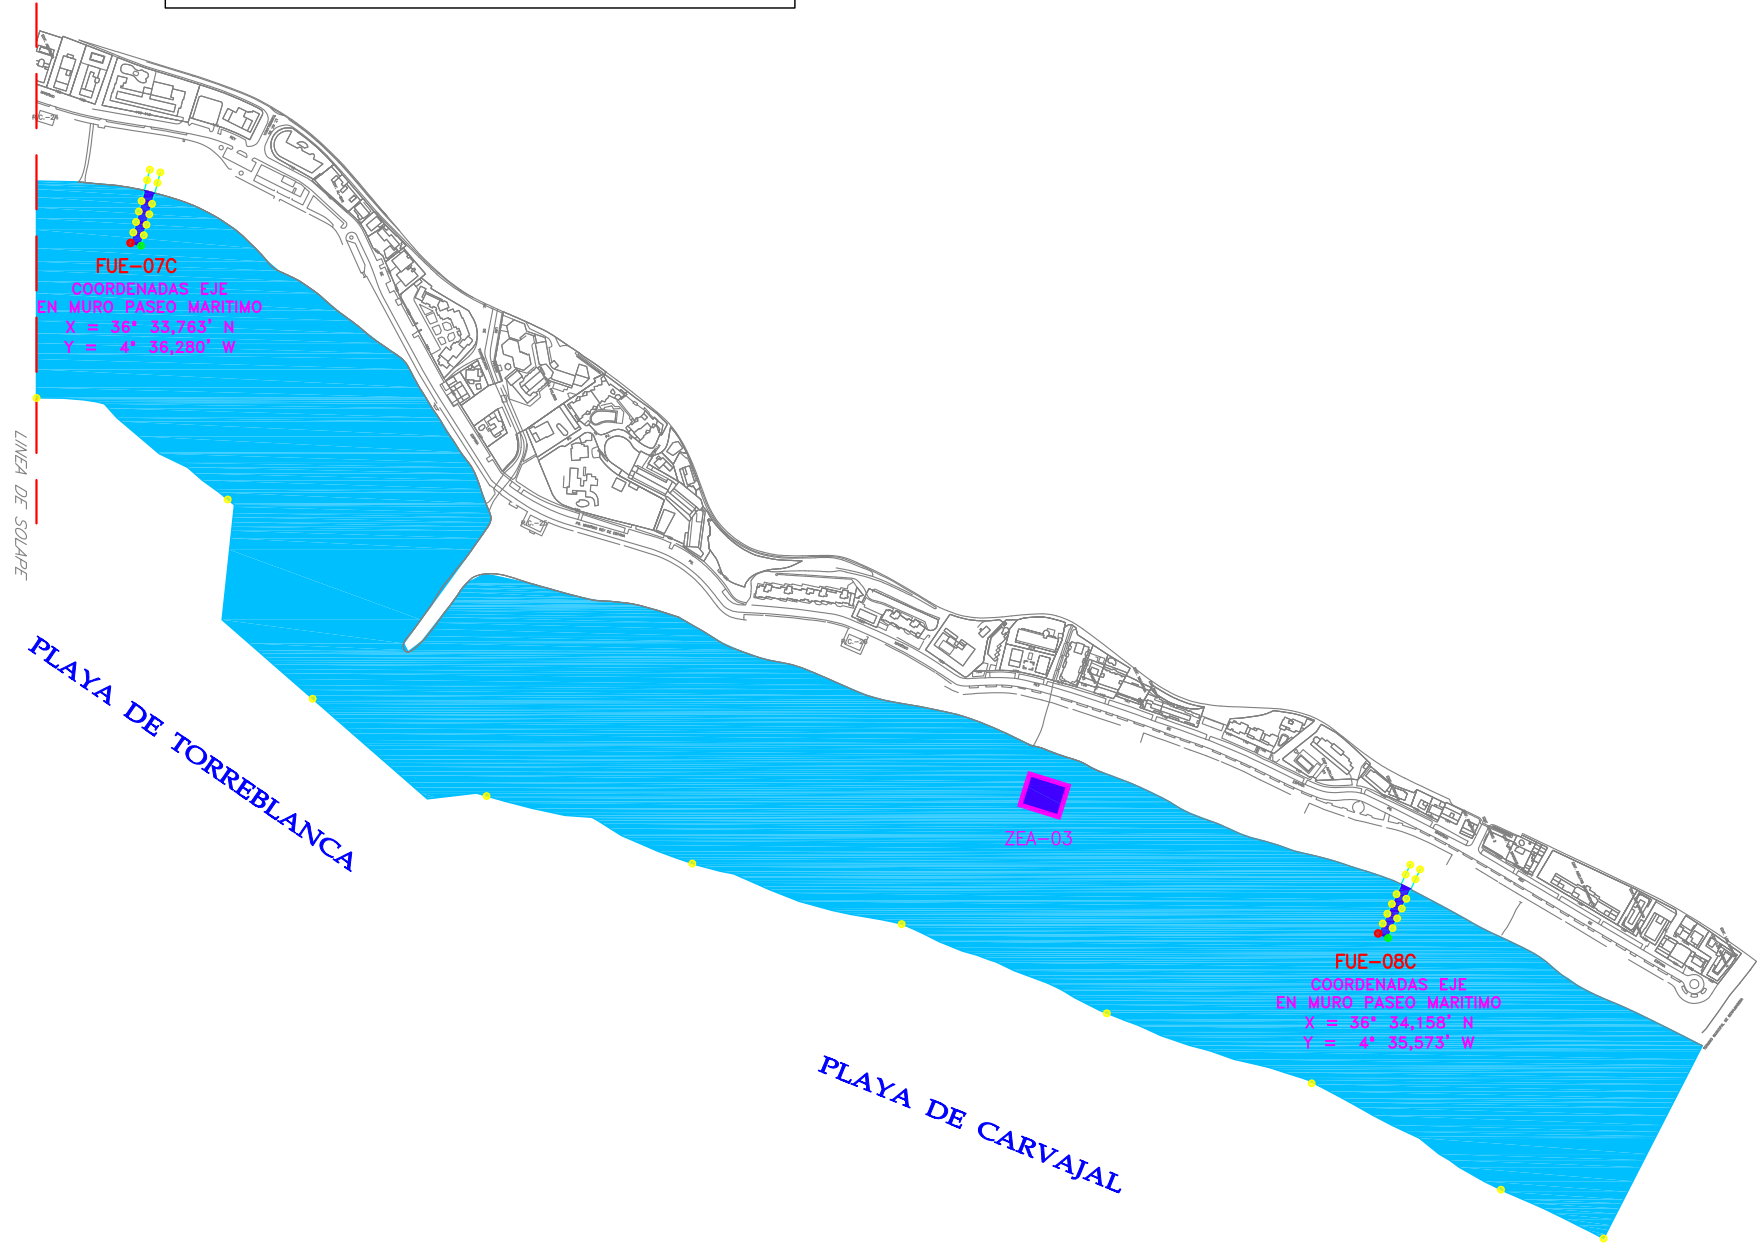 FUE-07C
COORDENADAS EJE
EN MURO PASEO MARITIMO
X = 36° 33,763' N
Y = 4° 36,280' W
LINEA DE SOLAPE
PLAYA DE TORREBLANCA
ZEA-03
FUE-08C
COORDENADAS EJE
EN MURO PASEO MARITIMO
X = 36° 34,158' N
Y = 4° 35,573' W
PLAYA DE CARVAJAL